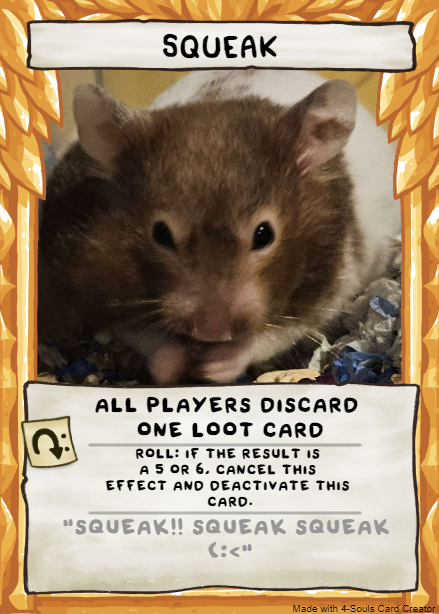 SQUEAK
ALL PLAYERS DISCARD
ONE LOOT CARD
ROLL: IF THE RESULT IS
A 5 OR 6, CANCEL THIS
EFFECT AND DEACTIVATE THIS
CARD.
"SQUEAK!! SQUEAK SQUEAK
(:<"
Made with 4-Souls Card Creator